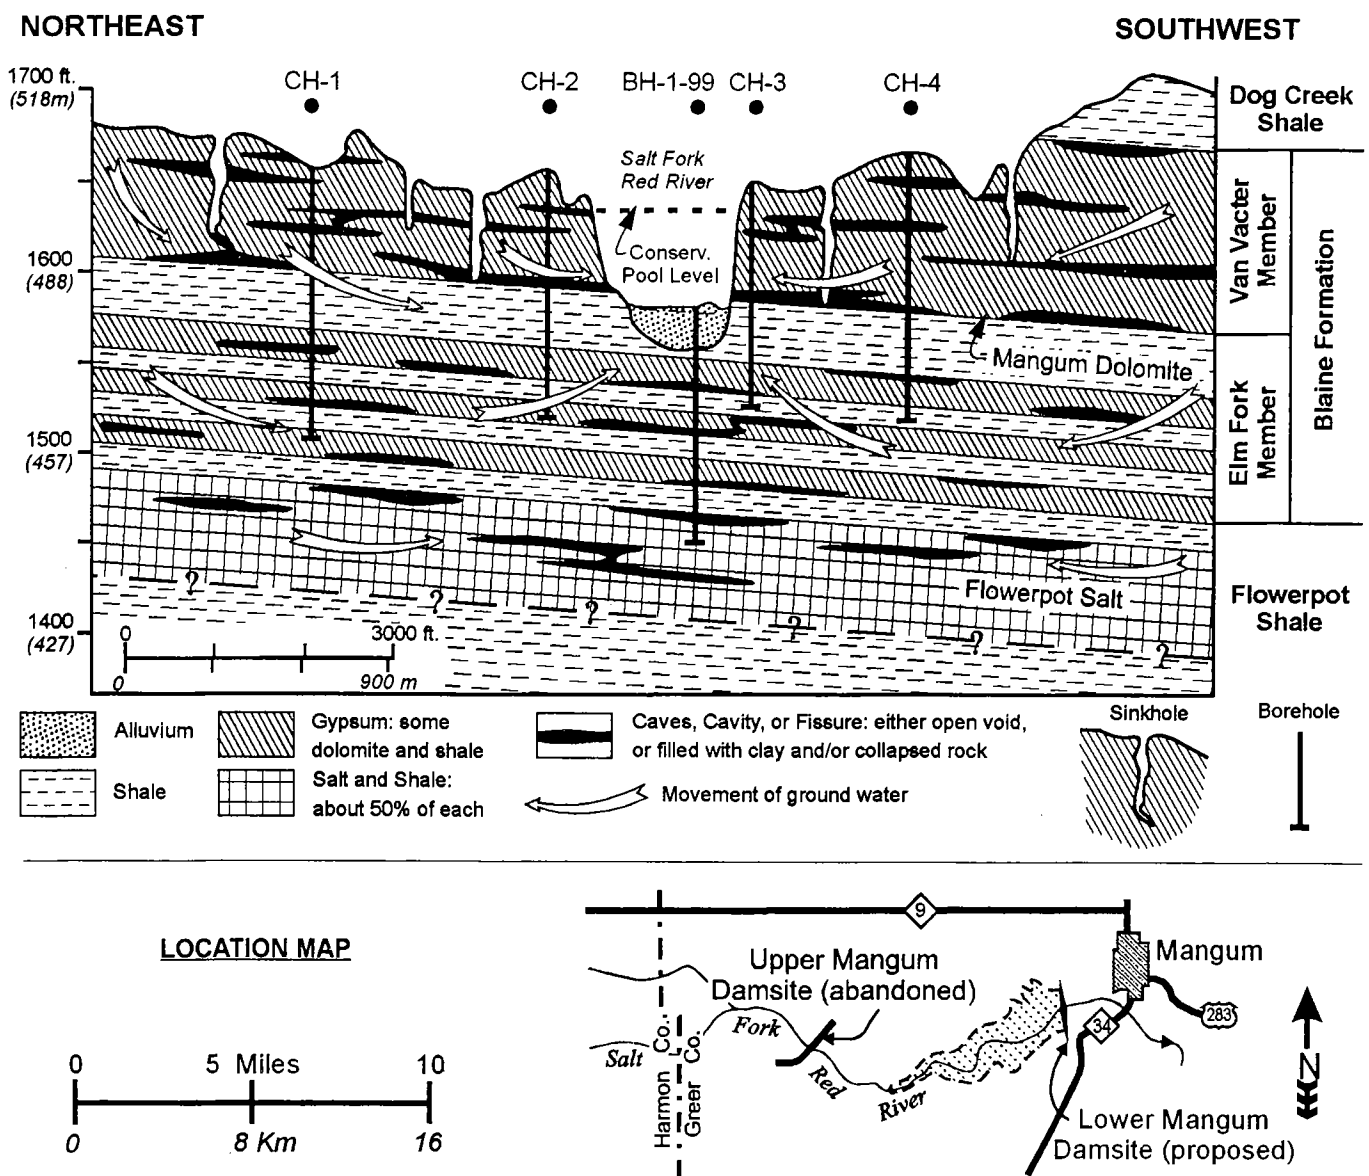 NORTHEAST
SOUTHWEST
1700 ft.
(518m)
CH-1
CH-2
BH-1-99
CH-3
CH-4
Dog Creek
Shale
Salt Fork
Red River
Conserv.
Pool Level
1600
(488)
Van Vacter
Member
Mangum Dolomite
Blaine Formation
Elm Fork
Member
1500
(457)
Flowerpot Salt
Flowerpot
Shale
? ? ? ? ? ?
1400
(427)
0 3000 ft.
0 900 m
Alluvium
Gypsum: some
dolomite and shale
Caves, Cavity, or Fissure: either open void,
or filled with clay and/or collapsed rock
Sinkhole
Borehole
Shale
Salt and Shale:
about 50% of each
Movement of ground water
LOCATION MAP
9
Mangum
Upper Mangum
Damsite (abandoned)
283
34
Salt
Fork
Red
River
Harmon Co.
Greer Co.
N
0 5 Miles 10
0 8 Km 16
Lower Mangum
Damsite (proposed)